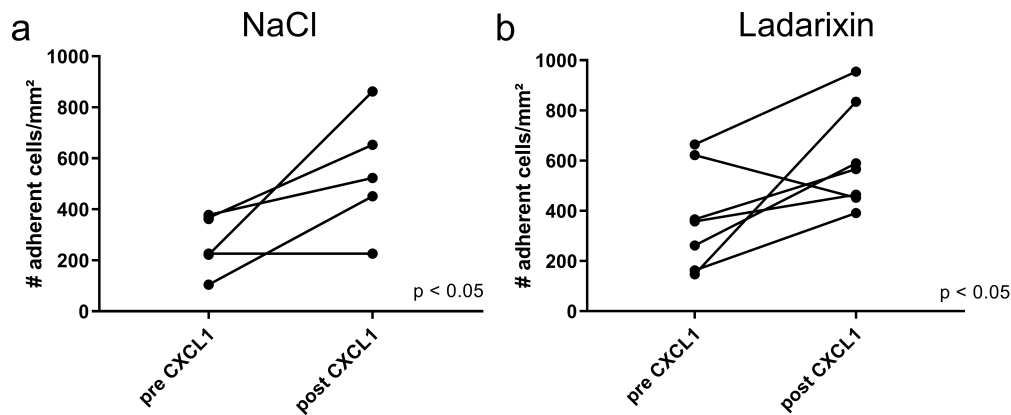 a
NaCl
# adherent cells/mm²
1000
800
600
400
200
0
p < 0.05
pre CXCL1
post CXCL1
b
Ladarixin
# adherent cells/mm²
1000
800
600
400
200
0
p < 0.05
pre CXCL1
post CXCL1